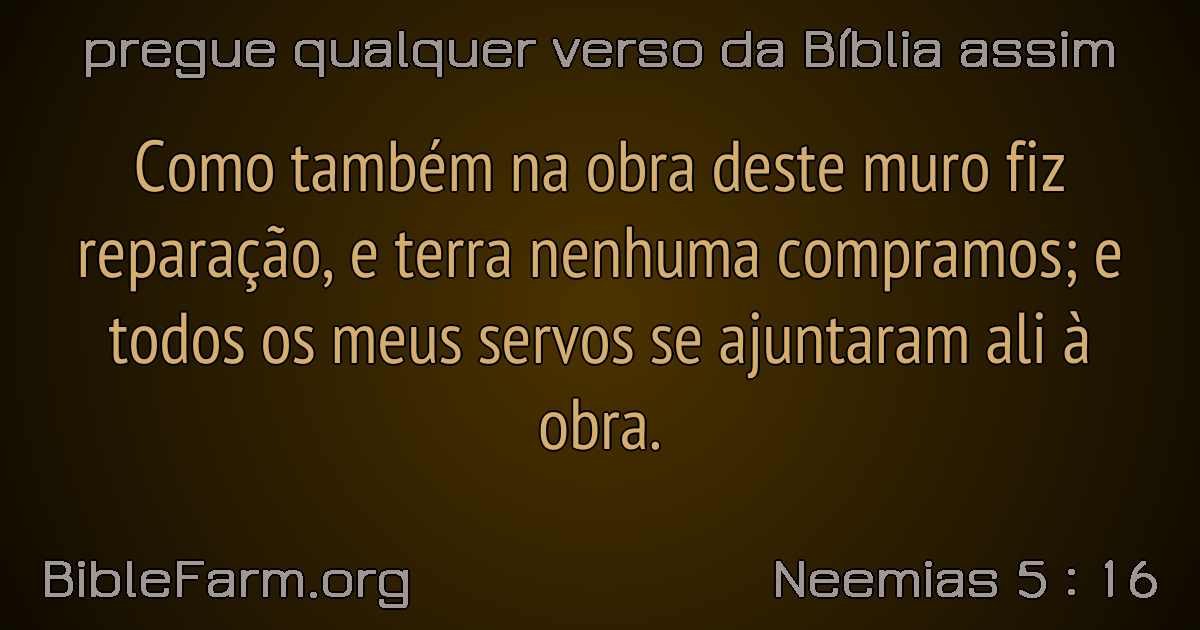 pregue qualquer verso da Bíblia assim
Como também na obra deste muro fiz
reparação, e terra nenhuma compramos; e
todos os meus servos se ajuntaram ali à
obra.
BibleFarm.org
Neemias 5 : 16